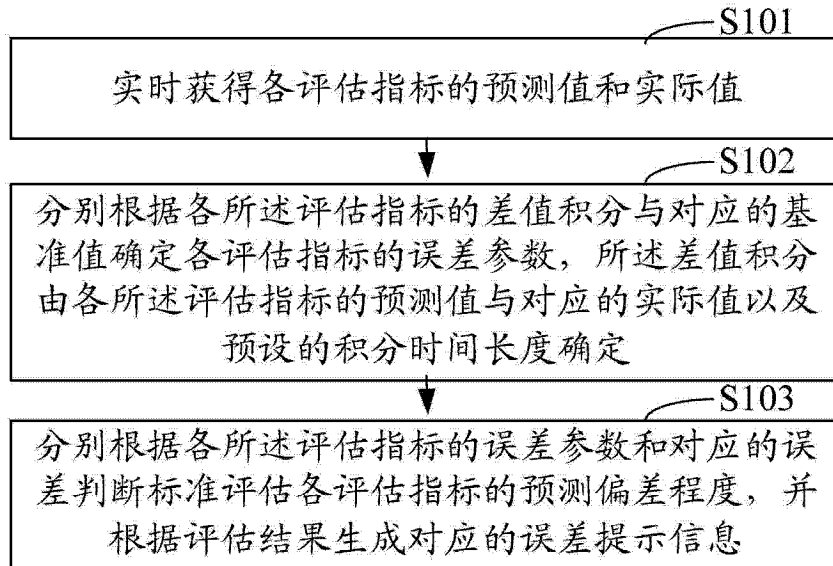 S101
实时获得各评估指标的预测值和实际值
S102
分别根据各所述评估指标的差值积分与对应的基
准值确定各评估指标的误差参数，所述差值积分
由各所述评估指标的预测值与对应的实际值以及
预设的积分时间长度确定
S103
分别根据各所述评估指标的误差参数和对应的误
差判断标准评估各评估指标的预测偏差程度，并
根据评估结果生成对应的误差提示信息